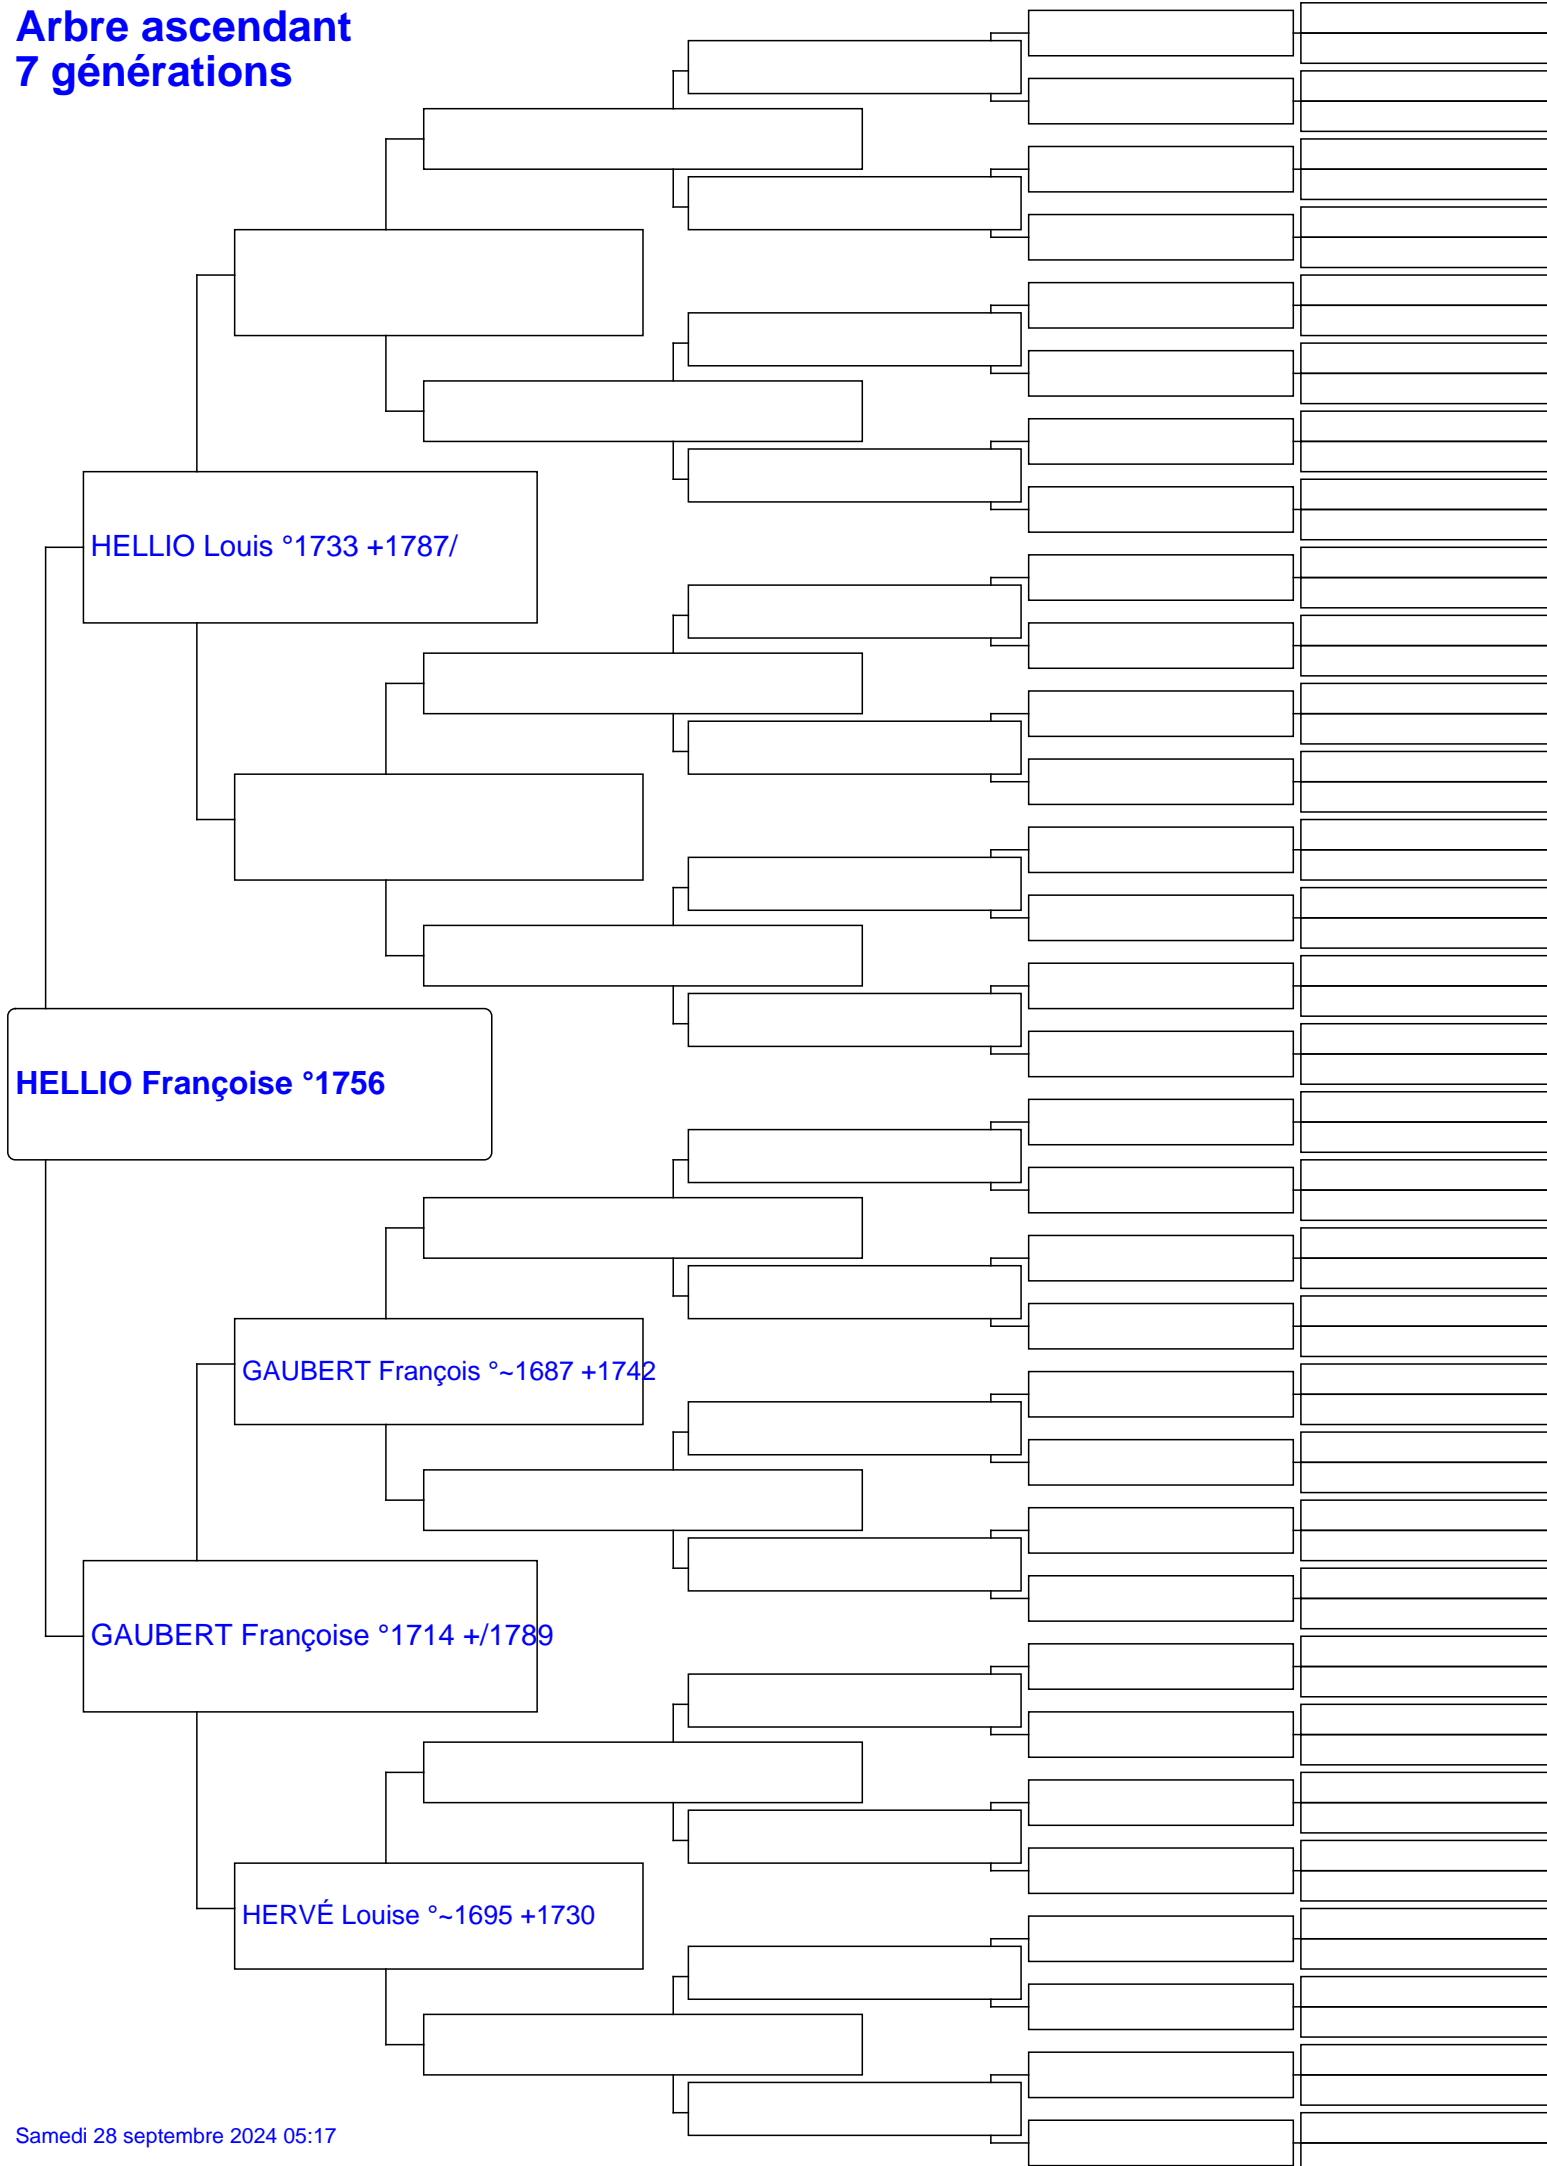 Arbre ascendant
7 générations
HELLIO Louis °1733 +1787/
HELLIO Françoise °1756
GAUBERT François °~1687 +1742
GAUBERT Françoise °1714 +/1789
HERVÉ Louise °~1695 +1730
Samedi 28 septembre 2024 05:17